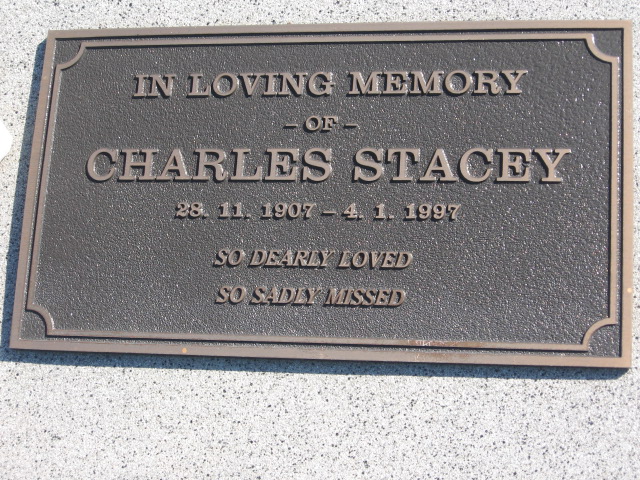 IN LOVING MEMORY
– OF –
CHARLES STACEY
28. 11. 1907 – 4. 1. 1997
SO DEARLY LOVED
SO SADLY MISSED